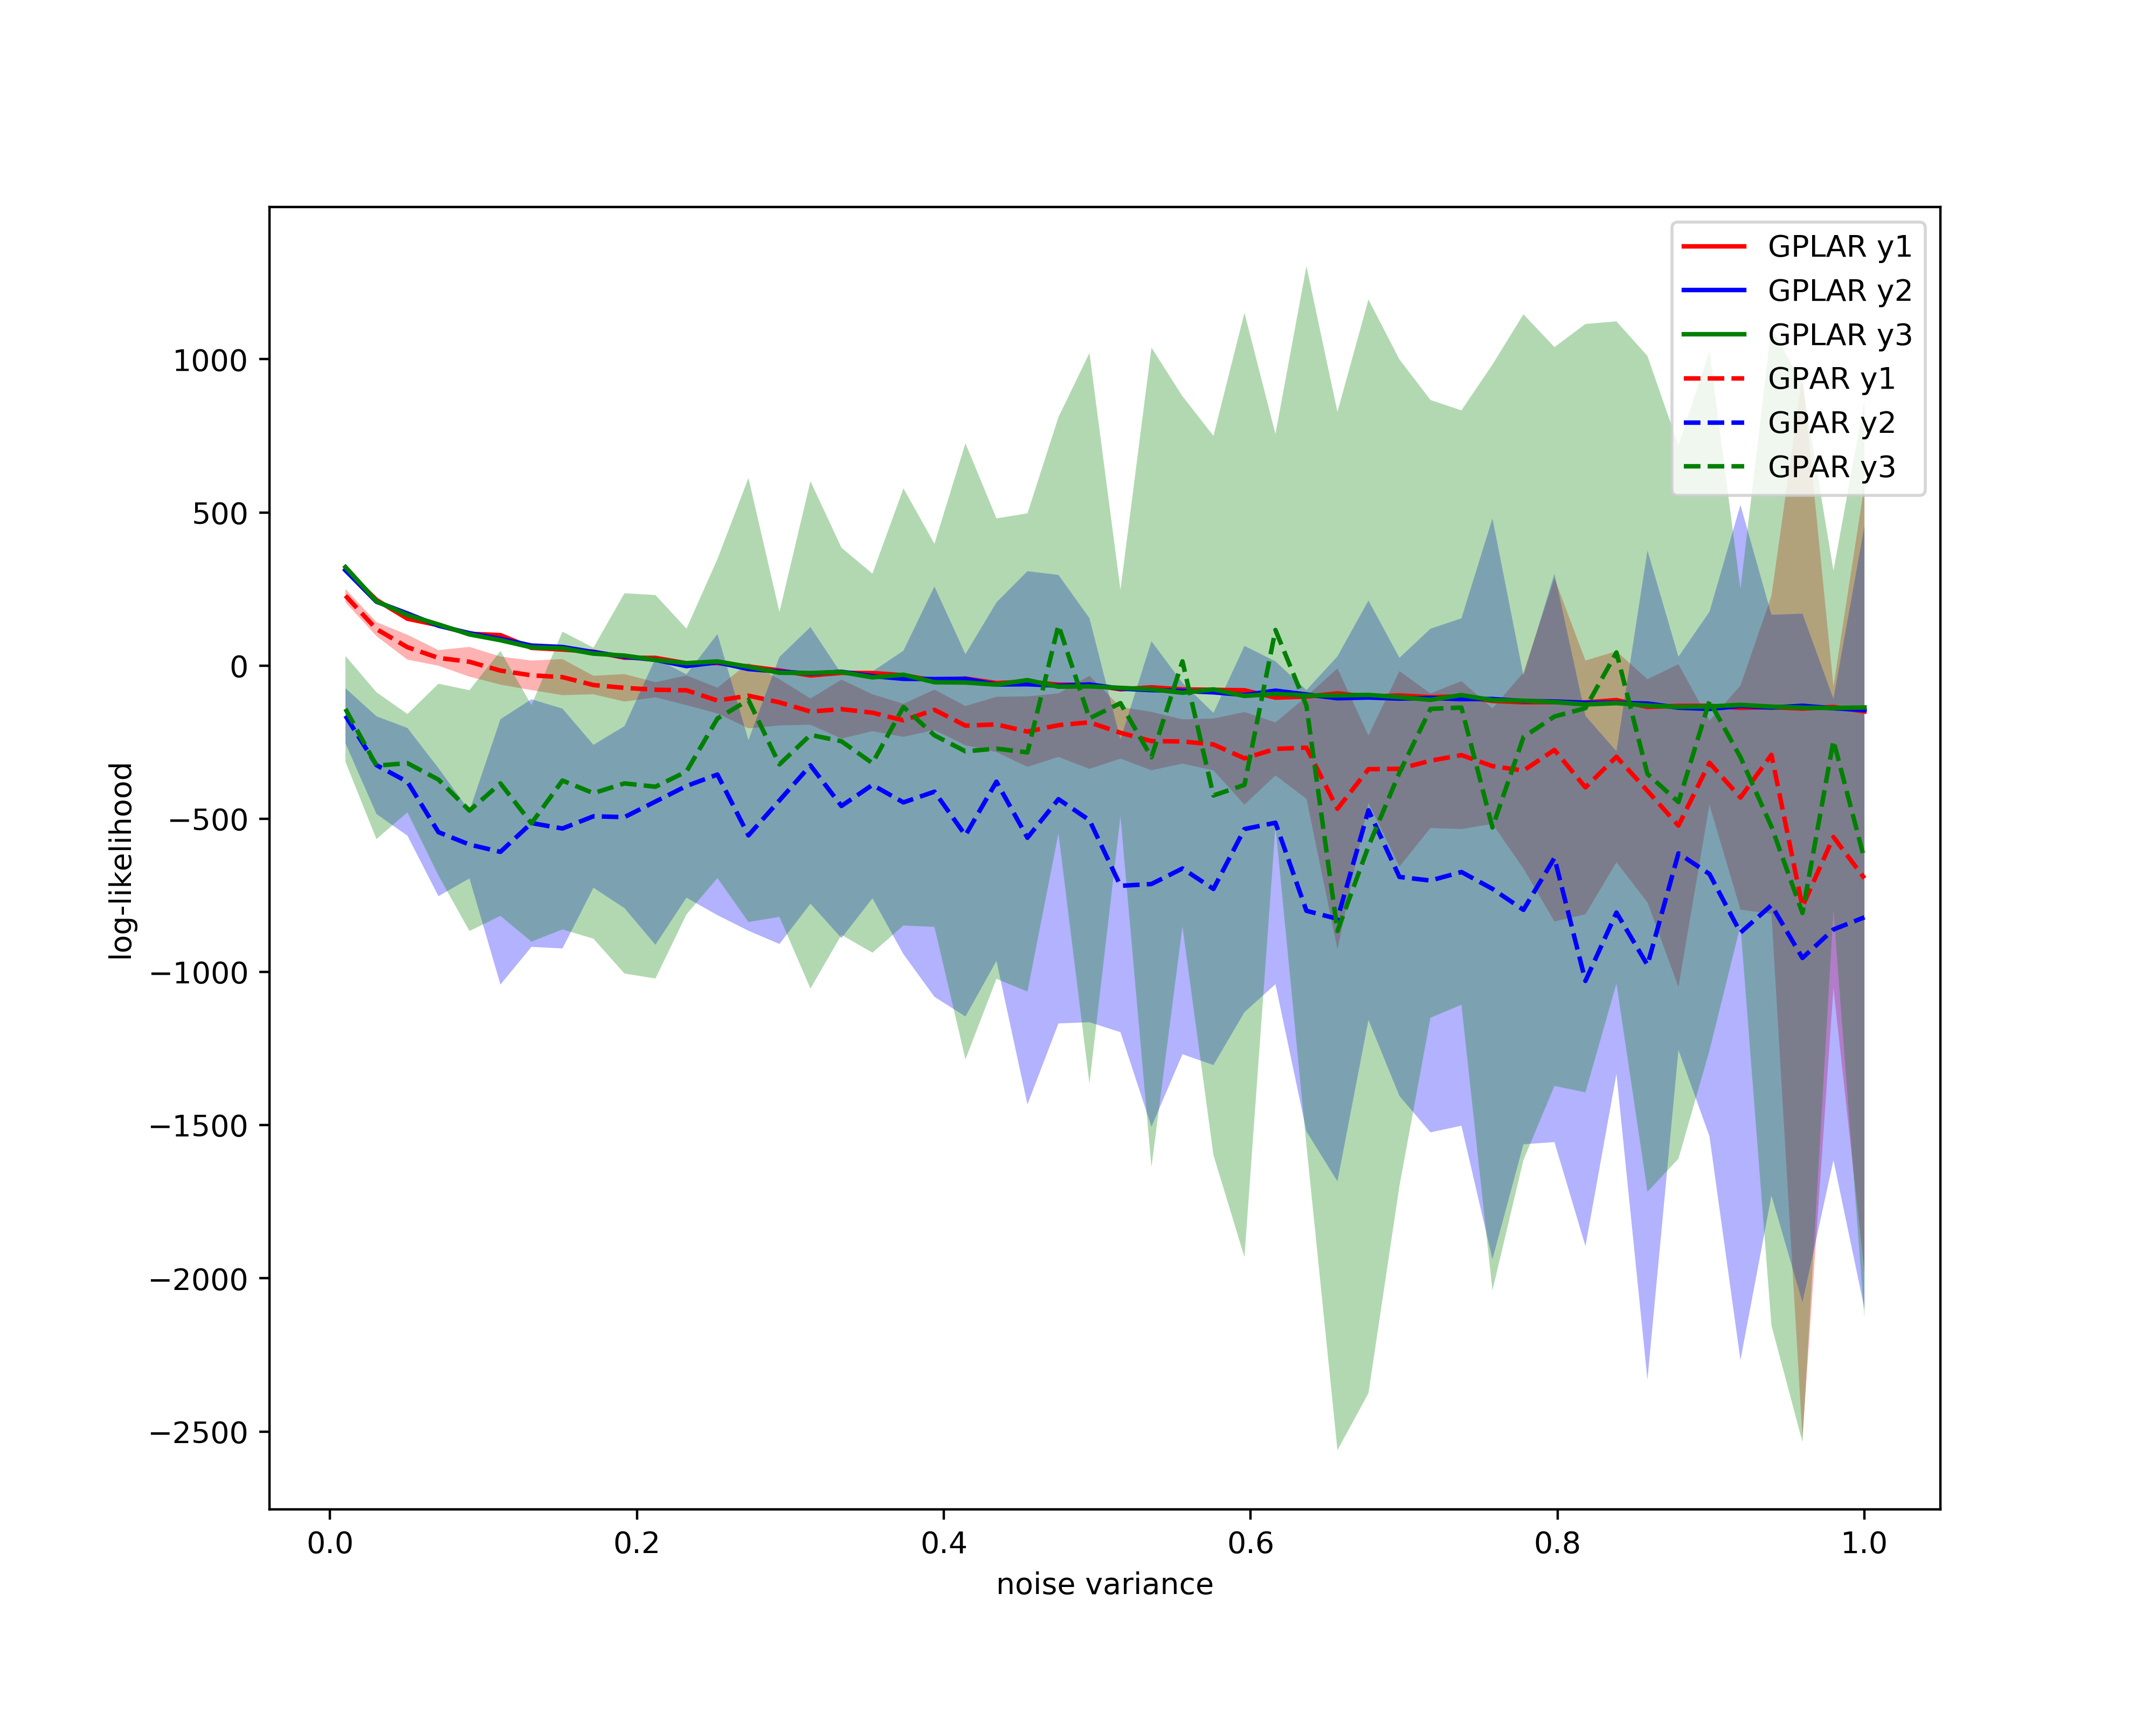 GPLAR y1
GPLAR y2
GPLAR y3
GPAR y1
GPAR y2
GPAR y3
1000
500
0
−500
−1000
−1500
−2000
−2500
log-likelihood
0.0 0.2 0.4 0.6 0.8 1.0
noise variance